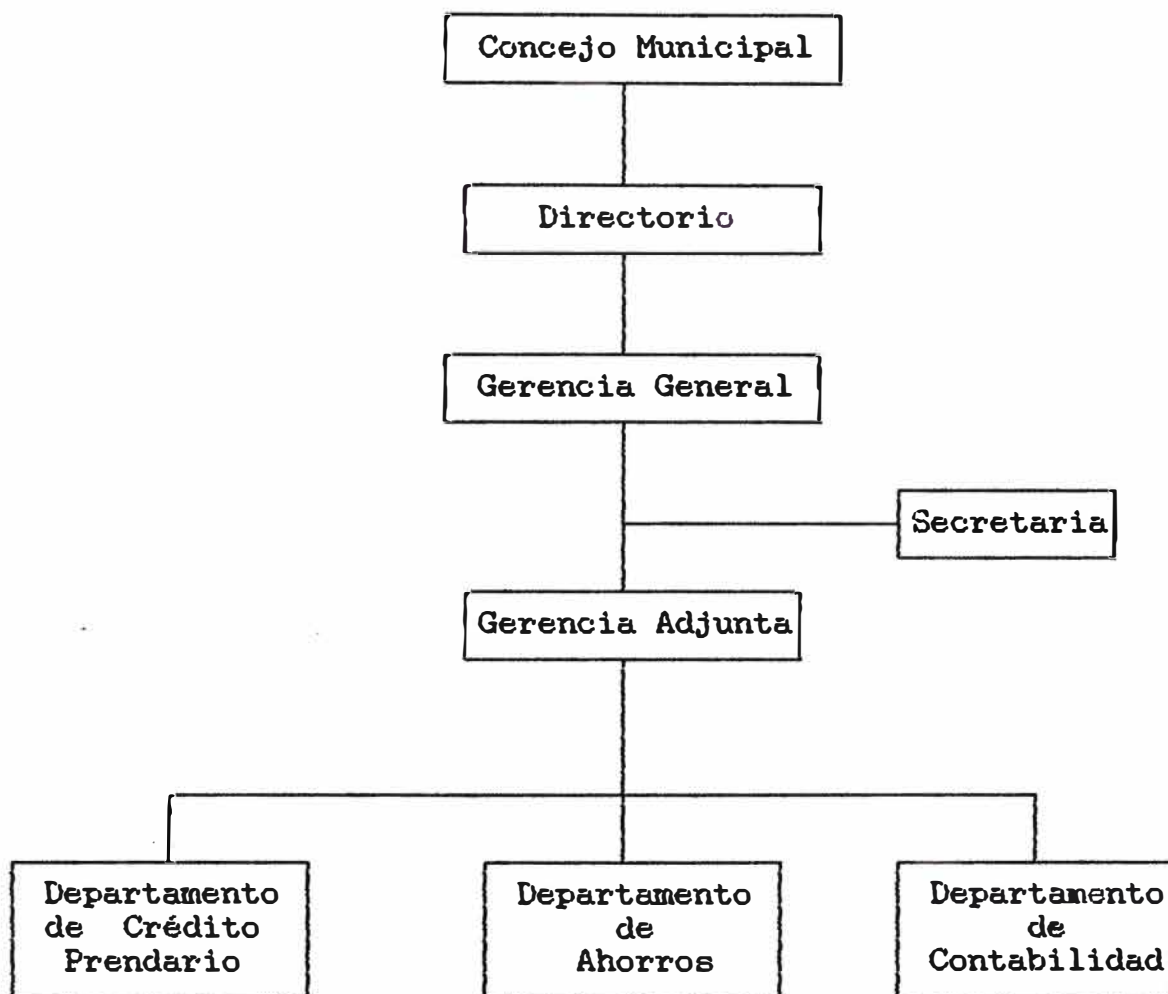 Concejo Municipal
Directorio
Gerencia General
Secretaria
Gerencia Adjunta
Departamento
de Crédito
Prendario
Departamento
de
Ahorros
Departamento
de
Contabilidad